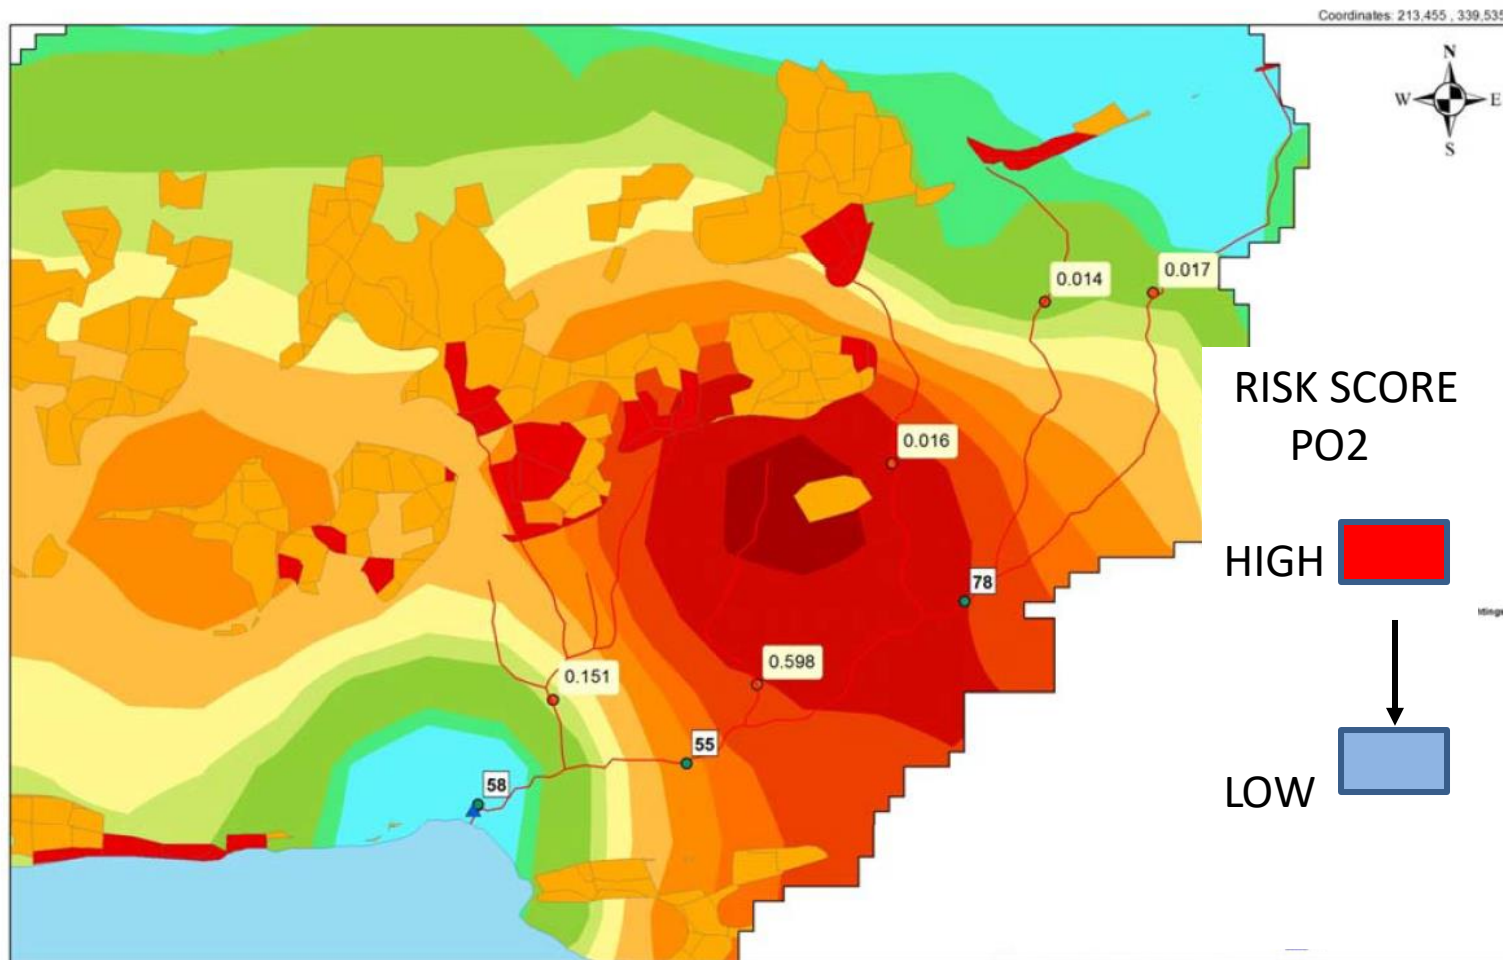 Coordinates: 213,455 , 339,535
N
W E
S
0.014
0.017
RISK SCORE
PO2
0.016
HIGH
78
0.598
0.151
55
58
LOW